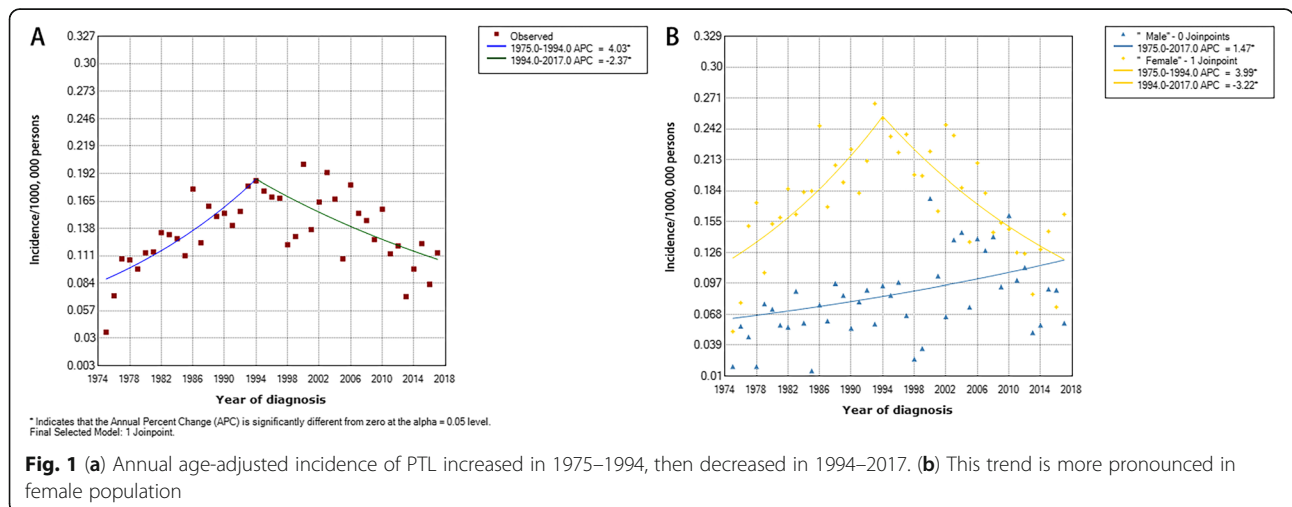 A
Observed
1975.0-1994.0 APC = 4.03*
1994.0-2017.0 APC = -2.37*
0.327
0.30
0.273
0.246
0.219
0.192
0.165
0.138
0.111
0.084
0.057
0.03
0.003
Incidence/1000, 000 persons
1974 1978 1982 1986 1990 1994 1998 2002 2006 2010 2014 2018
Year of diagnosis
* Indicates that the Annual Percent Change (APC) is significantly different from zero at the alpha = 0.05 level.
Final Selected Model: 1 Joinpoint.
B
" Male" - 0 Joinpoints
1975.0-2017.0 APC = 1.47*
" Female" - 1 Joinpoint
1975.0-1994.0 APC = 3.99*
1994.0-2017.0 APC = -3.22*
0.329
0.30
0.271
0.242
0.213
0.184
0.155
0.126
0.097
0.068
0.039
0.01
Incidence/1000, 000 persons
1974 1978 1982 1986 1990 1994 1998 2002 2006 2010 2014 2018
Year of diagnosis
Fig. 1 (a) Annual age-adjusted incidence of PTL increased in 1975–1994, then decreased in 1994–2017. (b) This trend is more pronounced in
female population